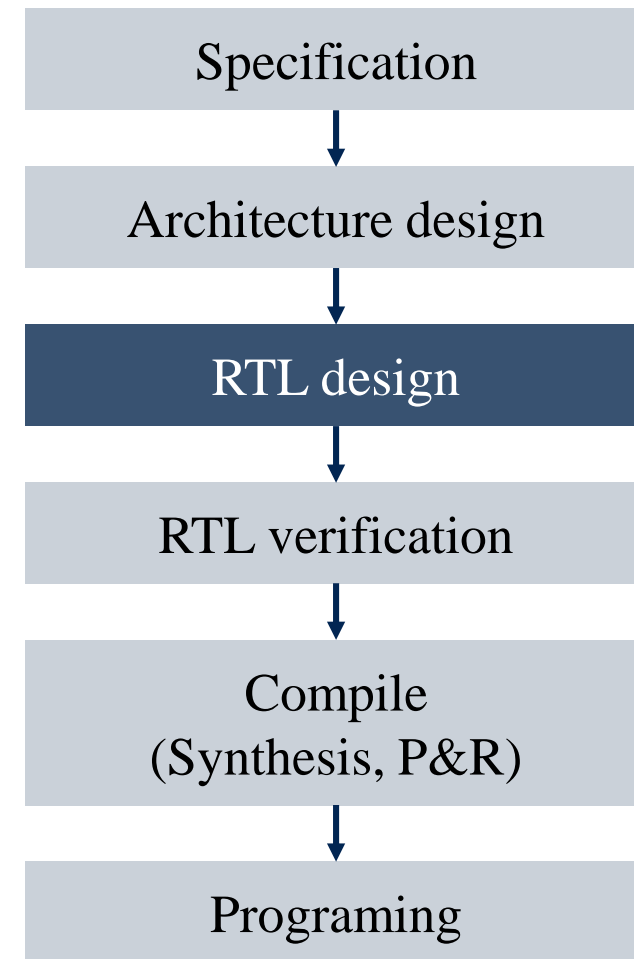 Specification
Architecture design
RTL design
RTL verification
Compile
(Synthesis, P&R)
Programing